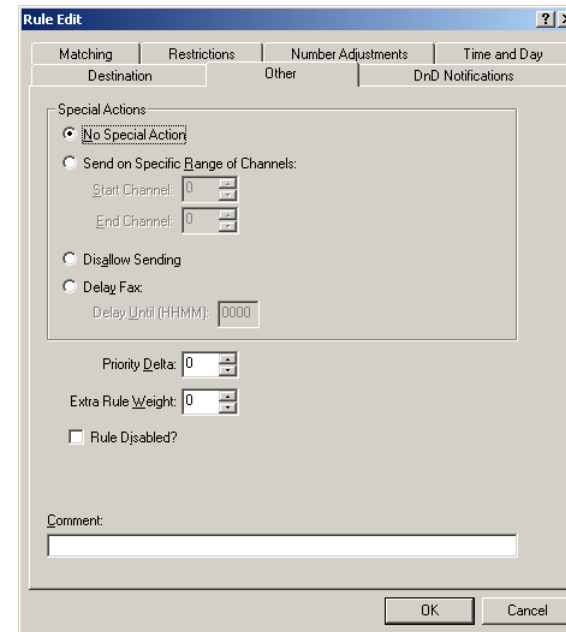 Rule Edit
Matching Restrictions Number Adjustments Time and Day
Destination Other DnD Notifications
Special Actions
No Special Action
Send on Specific Range of Channels:
Start Channel: 0
End Channel: 0
Disallow Sending
Delay Fax:
Delay Until (HHMM): 0000
Priority Delta: 0
Extra Rule Weight: 0
Rule Disabled?
Comment:
OK Cancel